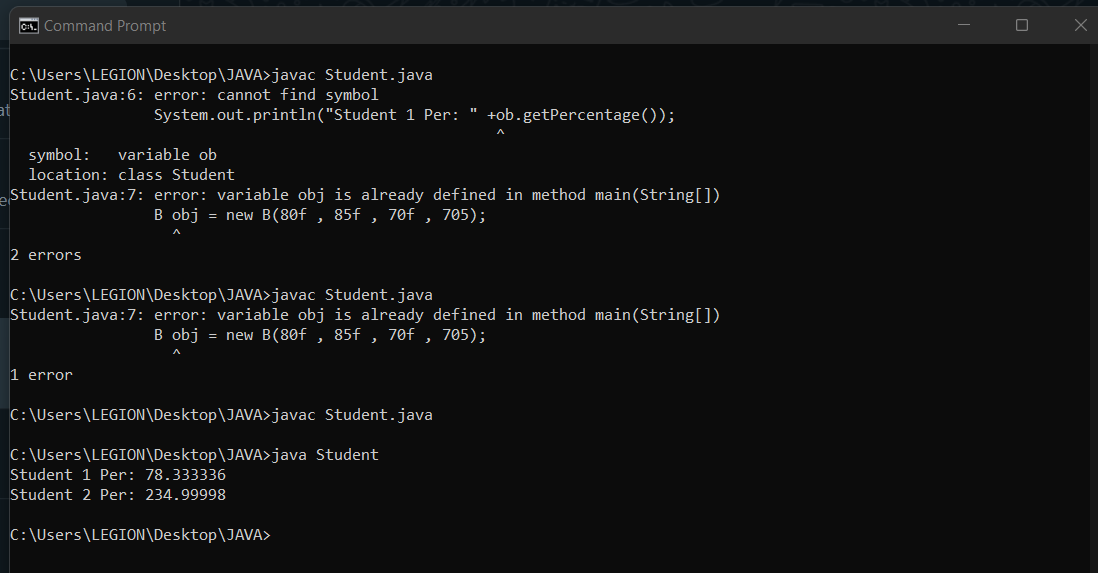 Command Prompt
C:\Users\LEGION\Desktop\JAVA>javac Student.java
Student.java:6: error: cannot find symbol
                System.out.println("Student 1 Per: " +ob.getPercentage());
                                                      ^
  symbol:   variable ob
  location: class Student
Student.java:7: error: variable obj is already defined in method main(String[])
                B obj = new B(80f , 85f , 70f , 705);
                  ^
2 errors
C:\Users\LEGION\Desktop\JAVA>javac Student.java
Student.java:7: error: variable obj is already defined in method main(String[])
                B obj = new B(80f , 85f , 70f , 705);
                  ^
1 error
C:\Users\LEGION\Desktop\JAVA>javac Student.java
C:\Users\LEGION\Desktop\JAVA>java Student
Student 1 Per: 78.333336
Student 2 Per: 234.99998
C:\Users\LEGION\Desktop\JAVA>